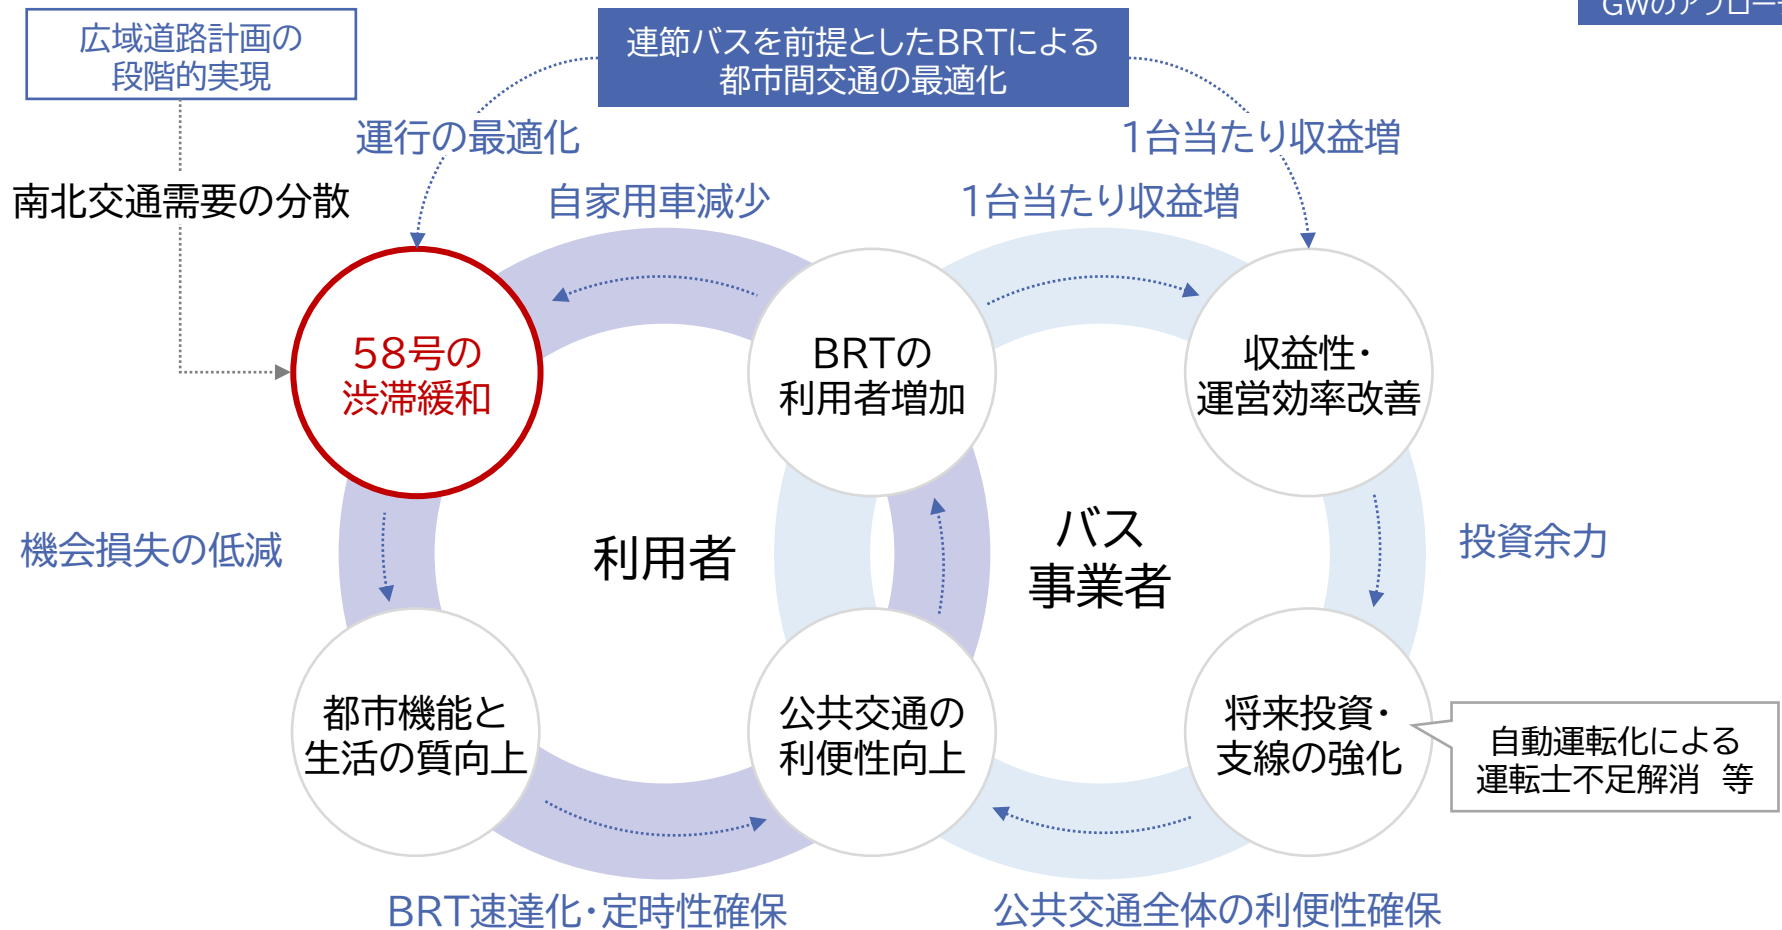 GWのアプローチ
広域道路計画の
段階的実現
連節バスを前提としたBRTによる
都市間交通の最適化
運行の最適化
1台当たり収益増
南北交通需要の分散
自家用車減少
1台当たり収益増
58号の
渋滞緩和
BRTの
利用者増加
収益性・
運営効率改善
機会損失の低減
利用者
バス
事業者
投資余力
都市機能と
生活の質向上
公共交通の
利便性向上
将来投資・
支線の強化
自動運転化による
運転士不足解消 等
BRT速達化・定時性確保
公共交通全体の利便性確保